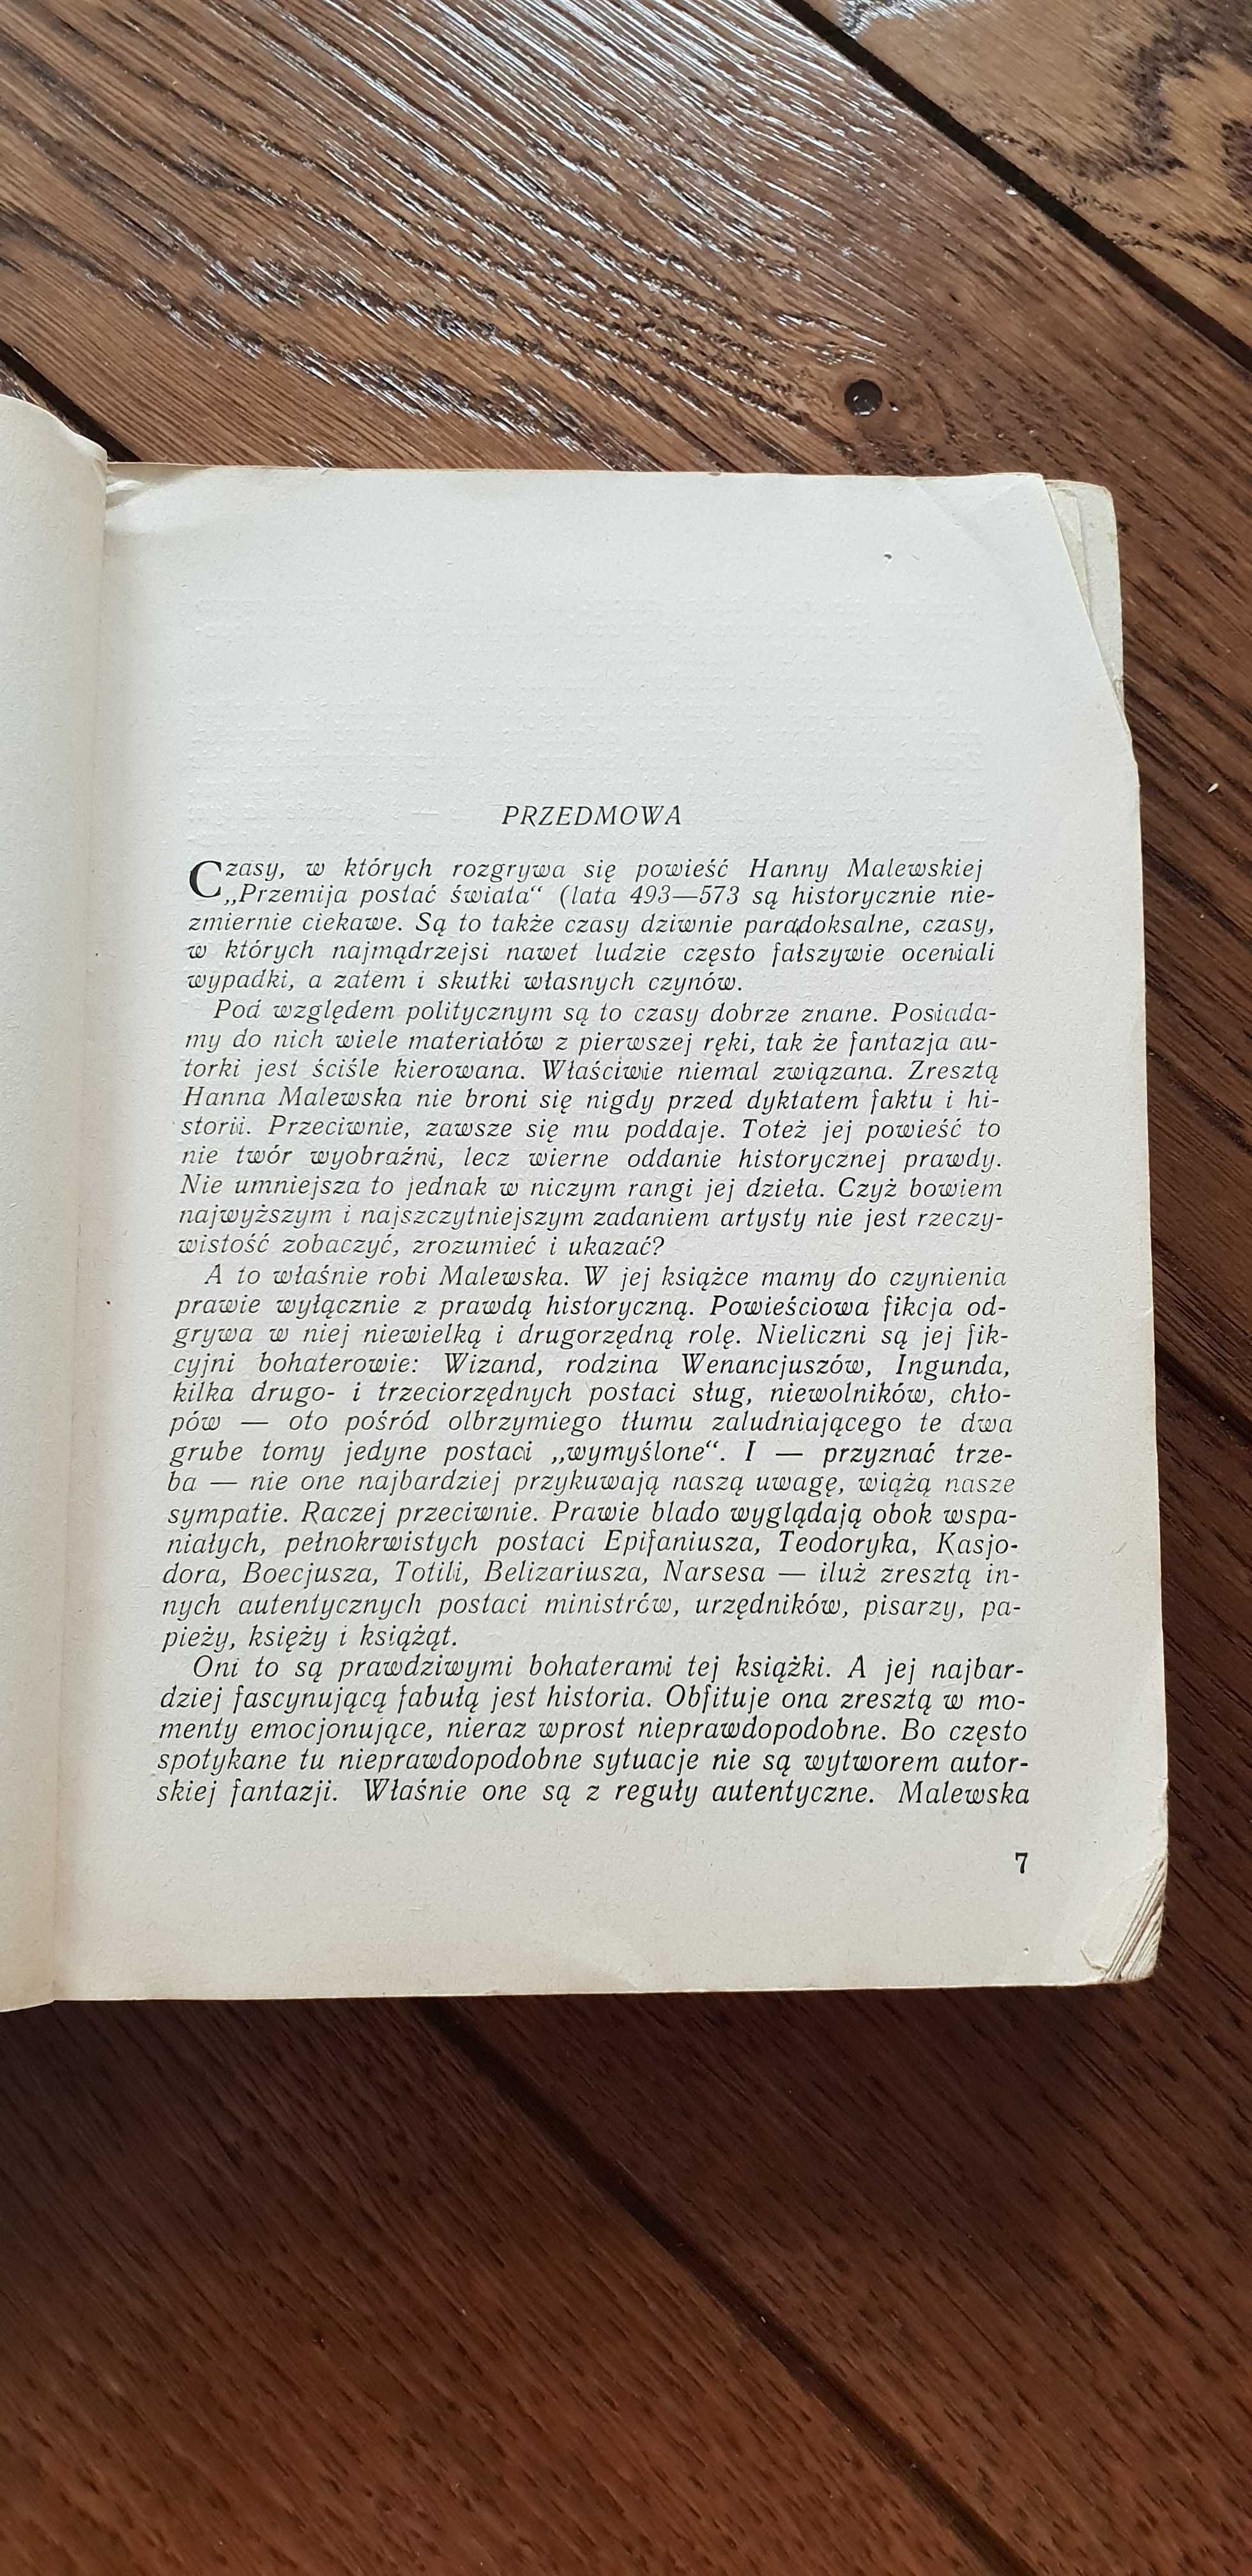 PRZEDMOWA
Czasy, w których rozgrywa się powieść Hanny Malewskiej
„Przemija postać świata“ (lata 493—573 są historycznie nie-
zmiernie ciekawe. Są to także czasy dziwnie paradoksalne, czasy,
w których najmądrzejsi nawet ludzie często fałszywie oceniali
wypadki, a zatem i skutki własnych czynów.
Pod względem politycznym są to czasy dobrze znane. Posiada-
my do nich wiele materiałów z pierwszej ręki, tak że fantazja au-
torki jest ściśle kierowana. Właściwie niemal związana. Zresztą
Hanna Malewska nie broni się nigdy przed dyktatem faktu i hi-
storii. Przeciwnie, zawsze się mu poddaje. Toteż jej powieść to
nie twór wyobraźni, lecz wierne oddanie historycznej prawdy.
Nie umniejsza to jednak w niczym rangi jej dzieła. Czyż bowiem
najwyższym i najszczytniejszym zadaniem artysty nie jest rzeczy-
wistość zobaczyć, zrozumieć i ukazać?
A to właśnie robi Malewska. W jej książce mamy do czynienia
prawie wyłącznie z prawdą historyczną. Powieściowa fikcja od-
grywa w niej niewielką i drugorzędną rolę. Nieliczni są jej fik-
cyjni bohaterowie: Wizand, rodzina Wenancjuszów, Ingunda,
kilka drugo- i trzeciorzędnych postaci sług, niewolników, chło-
pów — oto pośród olbrzymiego tłumu zaludniającego te dwa
grube tomy jedyne postaci „wymyślone“. I — przyznać trze-
ba — nie one najbardziej przykuwają naszą uwagę, wiążą nasze
sympatie. Raczej przeciwnie. Prawie blado wyglądają obok wspa-
niałych, pełnokrwistych postaci Epifaniusza, Teodoryka, Kasjo-
dora, Boecjusza, Totili, Belizariusza, Narsesa — iluż zresztą in-
nych autentycznych postaci ministrów, urzędników, pisarzy, pa-
pieży, księży i książąt.
Oni to są prawdziwymi bohaterami tej książki. A jej najbar-
dziej fascynującą fabułą jest historia. Obfituje ona zresztą w mo-
menty emocjonujące, nieraz wprost nieprawdopodobne. Bo często
spotykane tu nieprawdopodobne sytuacje nie są wytworem autor-
skiej fantazji. Właśnie one są z reguły autentyczne. Malewska
7